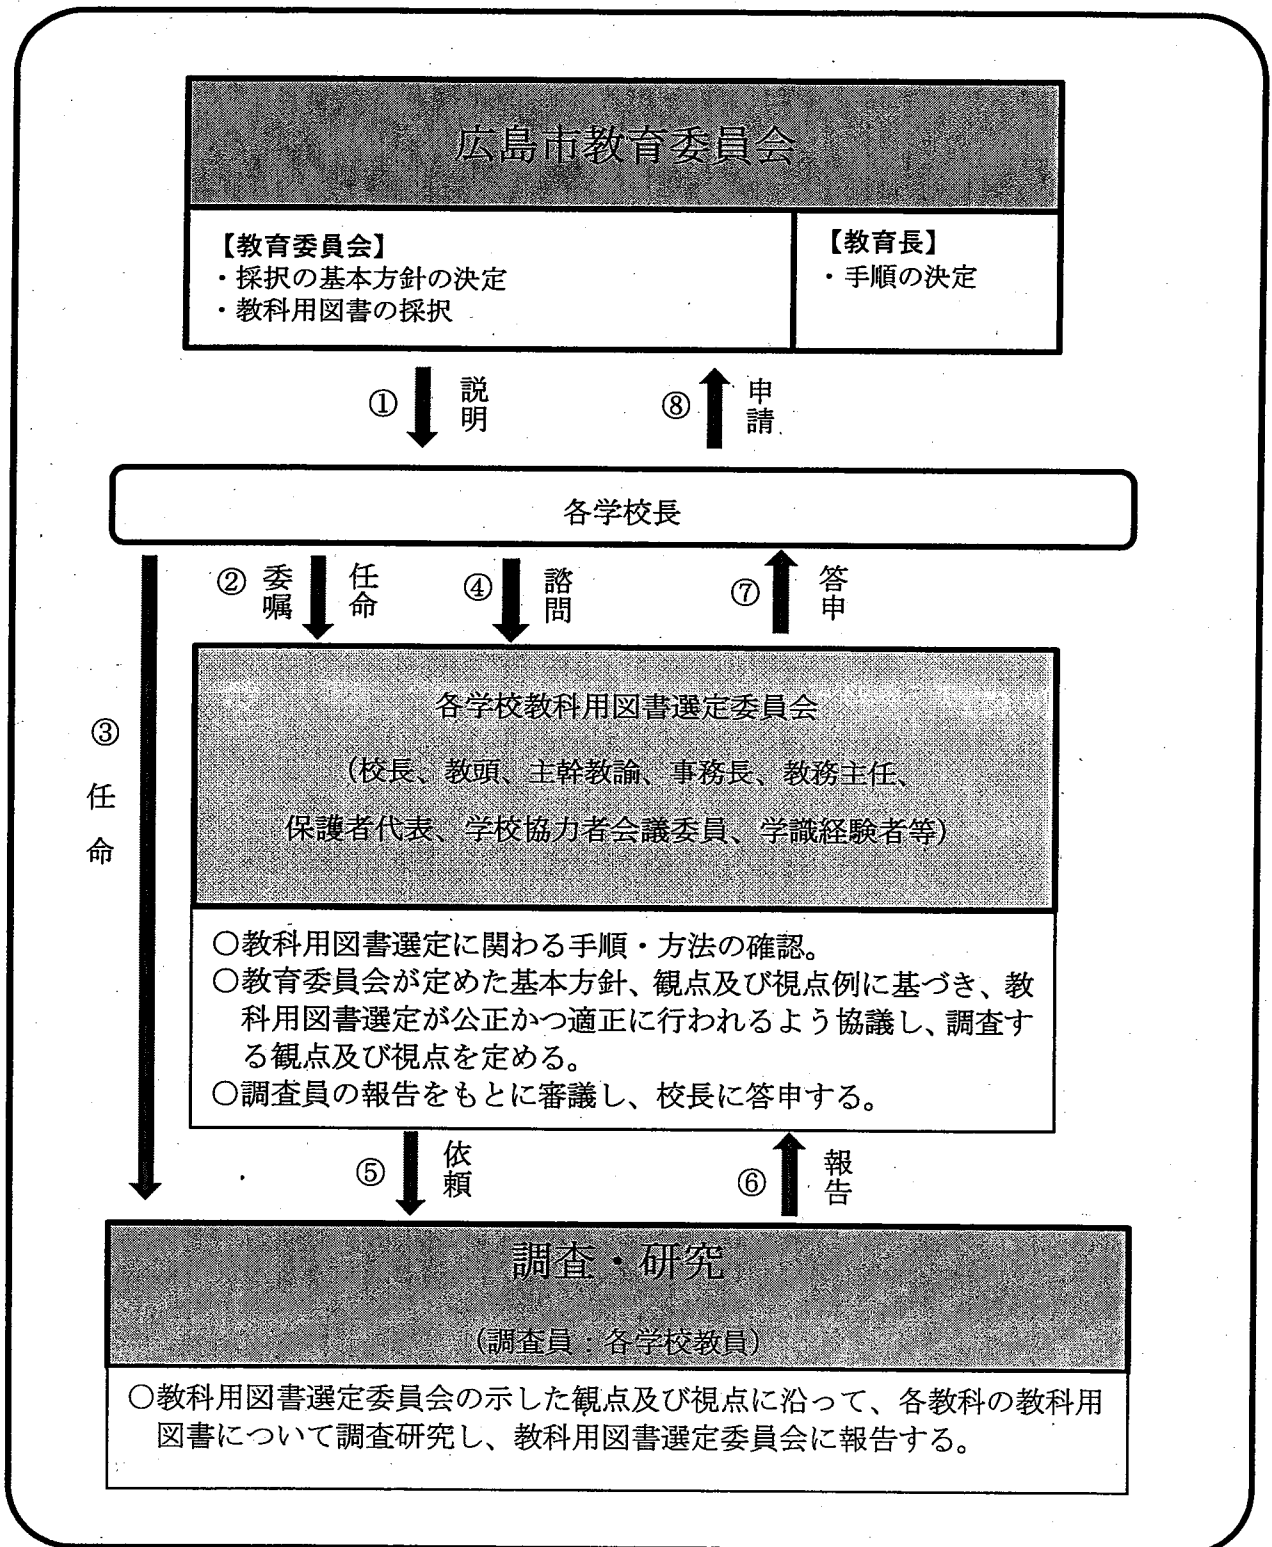 広島市教育委員会
【教育委員会】
・採択の基本方針の決定
・教科用図書の採択
【教育長】
・手順の決定
① 説明
⑧ 申請
各学校長
② 委嘱 任命
④ 諮問
⑦ 答申
③ 任命
各学校教科用図書選定委員会
（校長、教頭、主幹教諭、事務長、教務主任、
保護者代表、学校協力者会議委員、学識経験者等）
○教科用図書選定に関わる手順・方法の確認。
○教育委員会が定めた基本方針、観点及び視点例に基づき、教
科用図書選定が公正かつ適正に行われるよう協議し、調査す
る観点及び視点を定める。
○調査員の報告をもとに審議し、校長に答申する。
⑤ 依頼
⑥ 報告
調査・研究
（調査員：各学校教員）
○教科用図書選定委員会の示した観点及び視点に沿って、各教科の教科用
図書について調査研究し、教科用図書選定委員会に報告する。